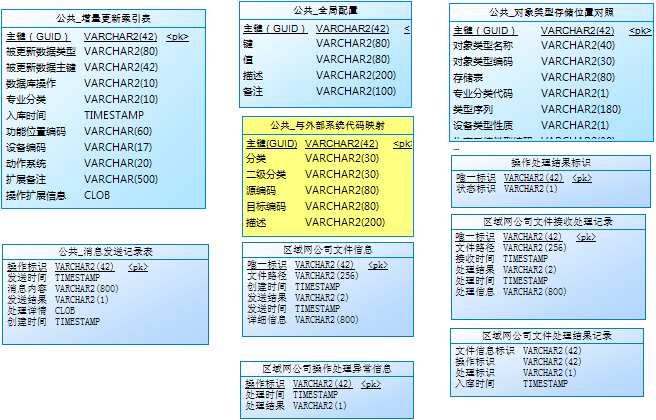 公共_增量更新索引表
主键（GUID） VARCHAR2(42) <pk>
被更新数据类型 VARCHAR2(80)
被更新数据主键 VARCHAR2(42)
数据库操作 VARCHAR2(10)
专业分类 VARCHAR2(10)
入库时间 TIMESTAMP
功能位置编码 VARCHAR(60)
设备编码 VARCHAR(17)
动作系统 VARCHAR(20)
扩展备注 VARCHAR(500)
操作扩展信息 CLOB
公共_全局配置
主键（GUID） VARCHAR2(42) <
键 VARCHAR2(80)
值 VARCHAR2(80)
描述 VARCHAR2(200)
备注 VARCHAR2(100)
公共_对象类型存储位置对照
主键（GUID） VARCHAR2(42) <pk>
对象类型名称 VARCHAR2(40)
对象类型编码 VARCHAR2(30)
存储表 VARCHAR2(80)
专业分类代码 VARCHAR2(1)
类型序列 VARCHAR2(180)
设备类型性质 VARCHAR2(1)
...
公共_与外部系统代码映射
主键(GUID) VARCHAR2(42) <pk
分类 VARCHAR2(30)
二级分类 VARCHAR2(30)
源编码 VARCHAR2(80)
目标编码 VARCHAR2(80)
描述 VARCHAR2(200)
操作处理结果标识
唯一标识 VARCHAR2(42) <pk>
状态标识 VARCHAR2(1)
公共_消息发送记录表
操作标识 VARCHAR2(42) <pk>
发送时间 TIMESTAMP
消息内容 VARCHAR2(800)
发送结果 VARCHAR2(1)
处理详情 CLOB
创建时间 TIMESTAMP
区域网公司文件信息
唯一标识 VARCHAR2(42) <pk>
文件路径 VARCHAR2(256)
创建时间 TIMESTAMP
发送结果 VARCHAR2(2)
发送时间 TIMESTAMP
详细信息 VARCHAR2(800)
区域网公司文件接收处理记录
唯一标识 VARCHAR2(42) <pk>
文件路径 VARCHAR2(256)
接收时间 TIMESTAMP
处理结果 VARCHAR2(2)
处理时间 TIMESTAMP
处理信息 VARCHAR2(800)
区域网公司操作处理异常信息
操作标识 VARCHAR2(42) <pk>
处理时间 TIMESTAMP
处理结果 VARCHAR2(1)
区域网公司文件处理结果记录
文件信息标识 VARCHAR2(42)
操作标识 VARCHAR2(42)
处理标识 VARCHAR2(1)
入库时间 TIMESTAMP